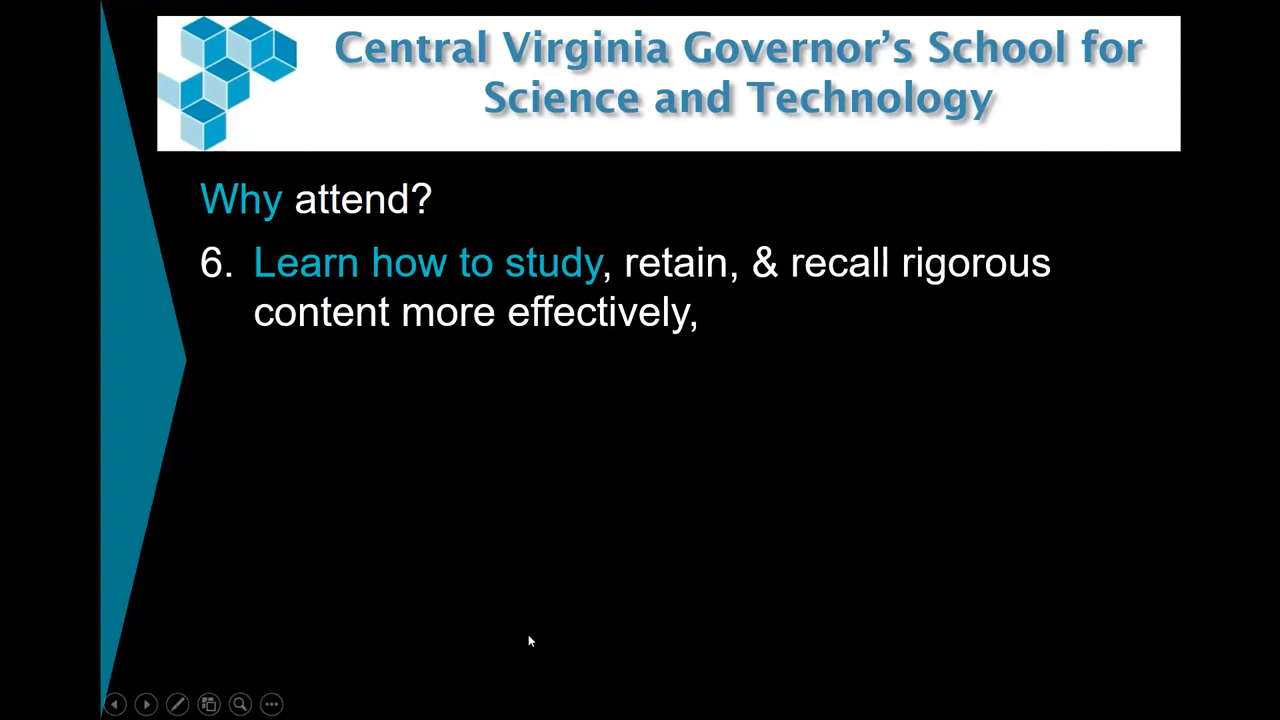 Central Virginia Governor’s School for
Science and Technology
Why attend?
6. Learn how to study, retain, & recall rigorous
content more effectively,